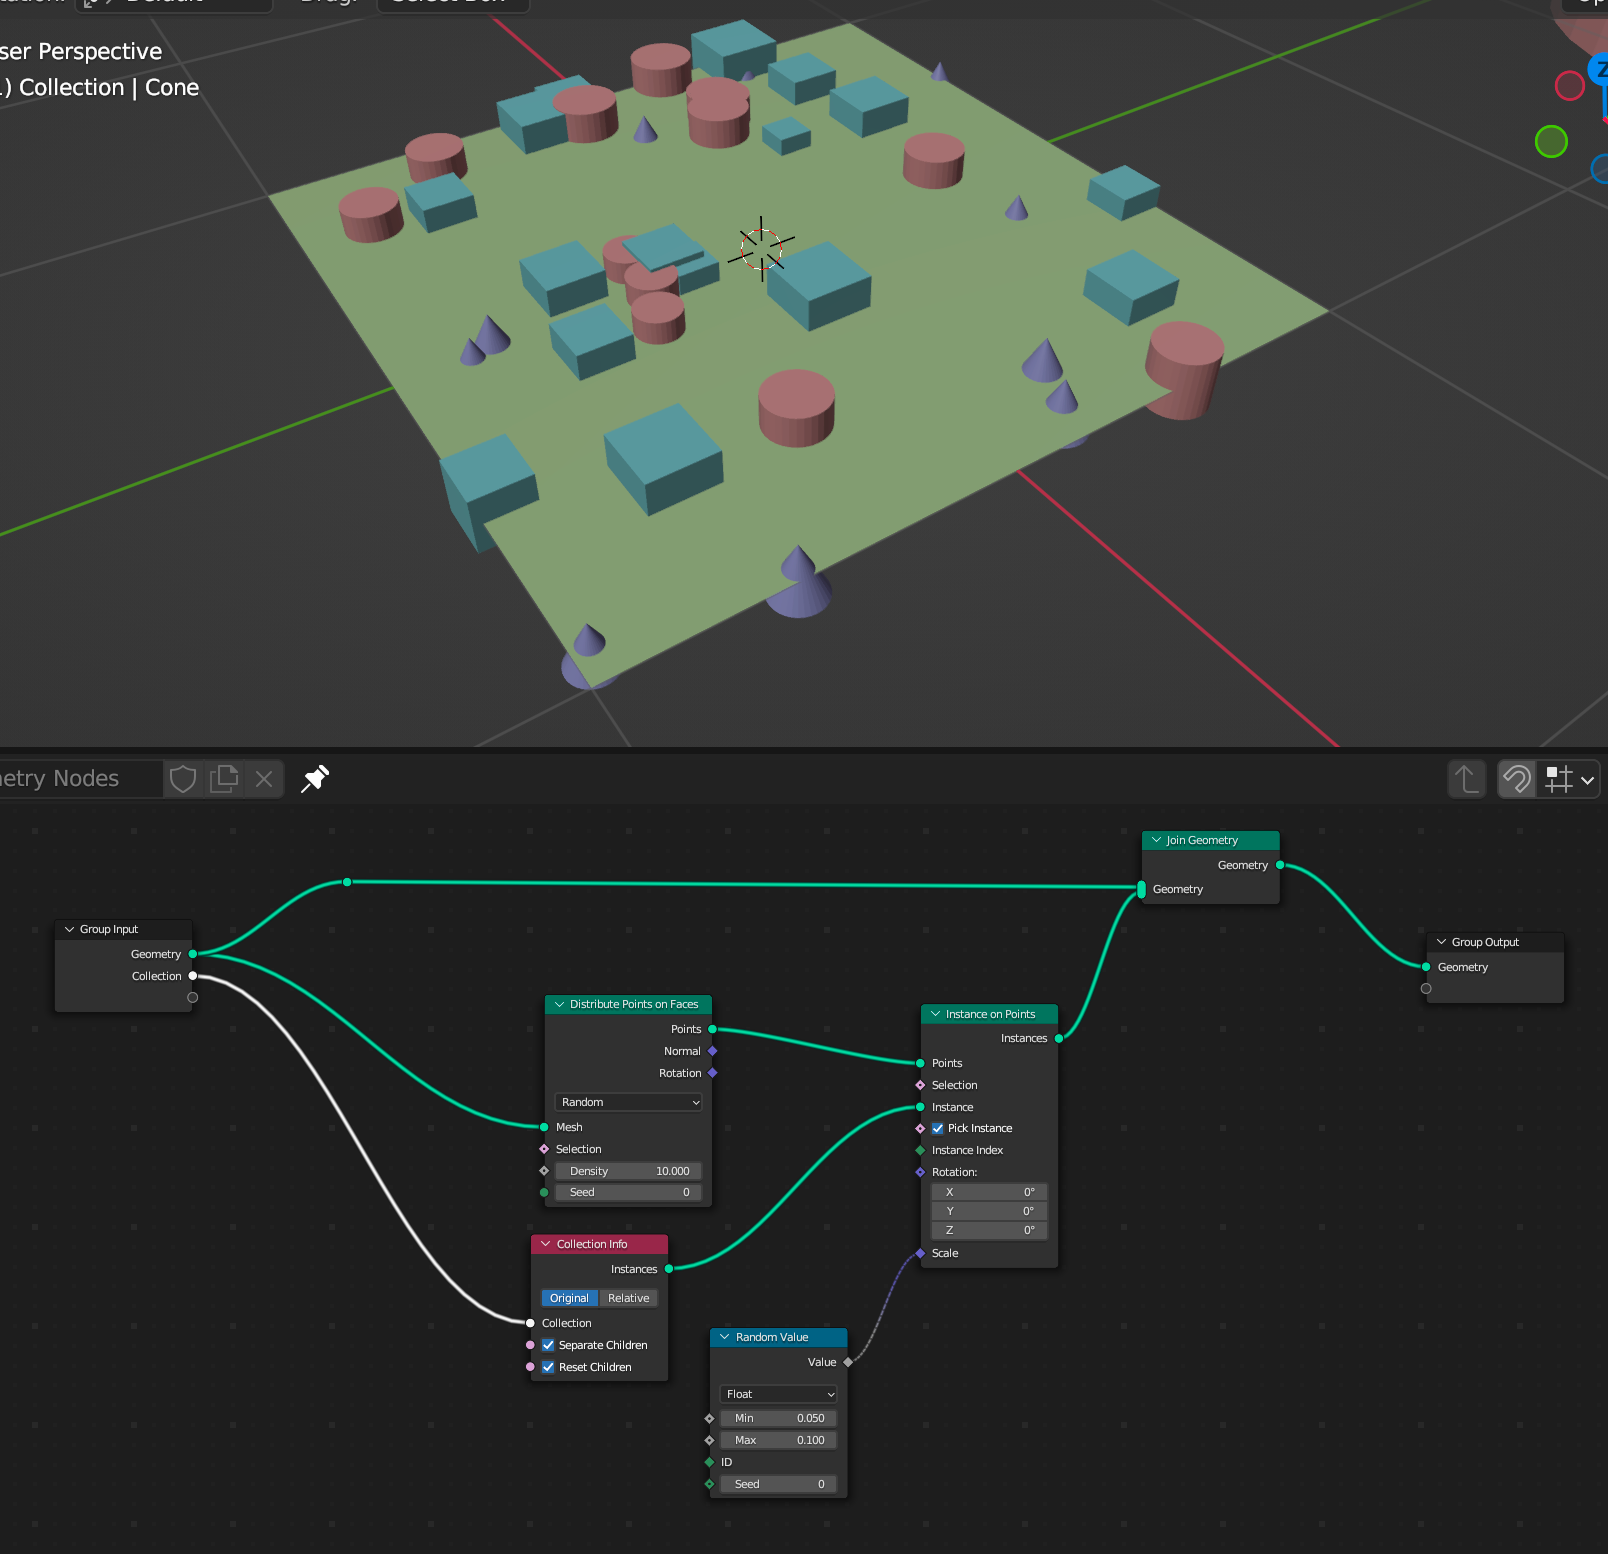 Default
Select Box
ser Perspective
) Collection | Cone
Z
etry Nodes
Join Geometry
Geometry
Geometry
Group Input
Geometry
Collection
Group Output
Geometry
Distribute Points on Faces
Points
Normal
Rotation
Random
Mesh
Selection
Density 10.000
Seed 0
Instance on Points
Instances
Points
Selection
Instance
Pick Instance
Instance Index
Rotation:
X 0°
Y 0°
Z 0°
Scale
Collection Info
Instances
Original Relative
Collection
Separate Children
Reset Children
Random Value
Value
Float
Min 0.050
Max 0.100
ID
Seed 0